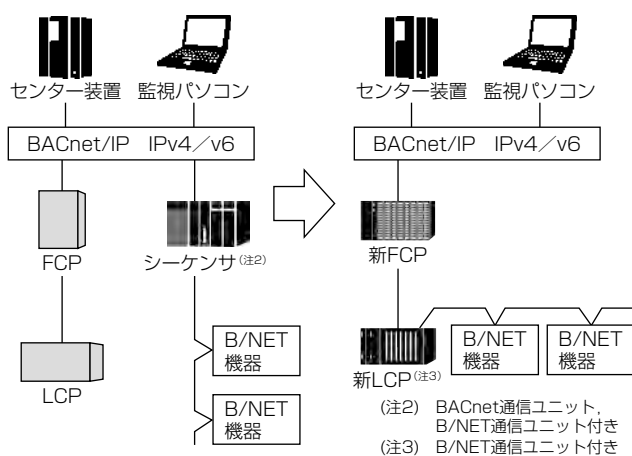 センター装置 監視パソコン
BACnet/IP IPv4／v6
FCP
シーケンサ(注2)
LCP
B/NET
機器
B/NET
機器
センター装置 監視パソコン
BACnet/IP IPv4／v6
新FCP
新LCP(注3)
B/NET
機器
B/NET
機器
(注2) BACnet通信ユニット，
B/NET通信ユニット付き
(注3) B/NET通信ユニット付き